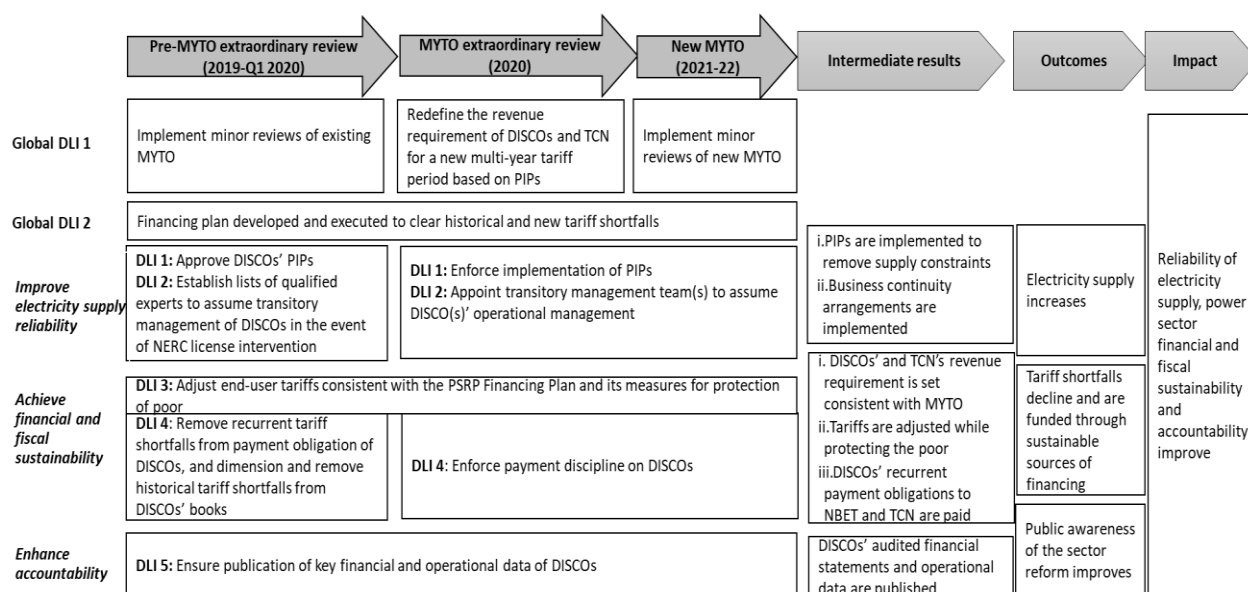 Pre-MYTO extraordinary review
(2019-Q1 2020)
MYTO extraordinary review
(2020)
New MYTO
(2021-22)
Intermediate results
Outcomes
Impact
Global DLI 1
Implement minor reviews of existing
MYTO
Redefine the revenue
requirement of DISCOs and TCN
for a new multi-year tariff
period based on PIPs
Implement minor
reviews of new MYTO
Global DLI 2
Financing plan developed and executed to clear historical and new tariff shortfalls
Improve
electricity supply
reliability
DLI 1: Approve DISCOs' PIPs
DLI 2: Establish lists of qualified
experts to assume transitory
management of DISCOs in the event
of NERC license intervention
DLI 1: Enforce implementation of PIPs
DLI 2: Appoint transitory management team(s) to assume
DISCO(s)' operational management
i.PIPs are implemented to
remove supply constraints
ii.Business continuity
arrangements are
implemented
Electricity supply
increases
Reliability of
electricity
supply, power
sector
financial and
fiscal
sustainability
and
accountability
improve
Achieve
financial and
fiscal
sustainability
DLI 3: Adjust end-user tariffs consistent with the PSRP Financing Plan and its measures for protection
of poor
DLI 4: Remove recurrent tariff
shortfalls from payment obligation of
DISCOs, and dimension and remove
historical tariff shortfalls from
DISCOs' books
DLI 4: Enforce payment discipline on DISCOs
i. DISCOs' and TCN's revenue
requirement is set
consistent with MYTO
ii.Tariffs are adjusted while
protecting the poor
iii.DISCOs' recurrent
payment obligations to
NBET and TCN are paid
Tariff shortfalls
decline and are
funded through
sustainable
sources of
financing
Enhance
accountability
DLI 5: Ensure publication of key financial and operational data of DISCOs
DISCOs' audited financial
statements and operational
data are published
Public awareness
of the sector
reform improves